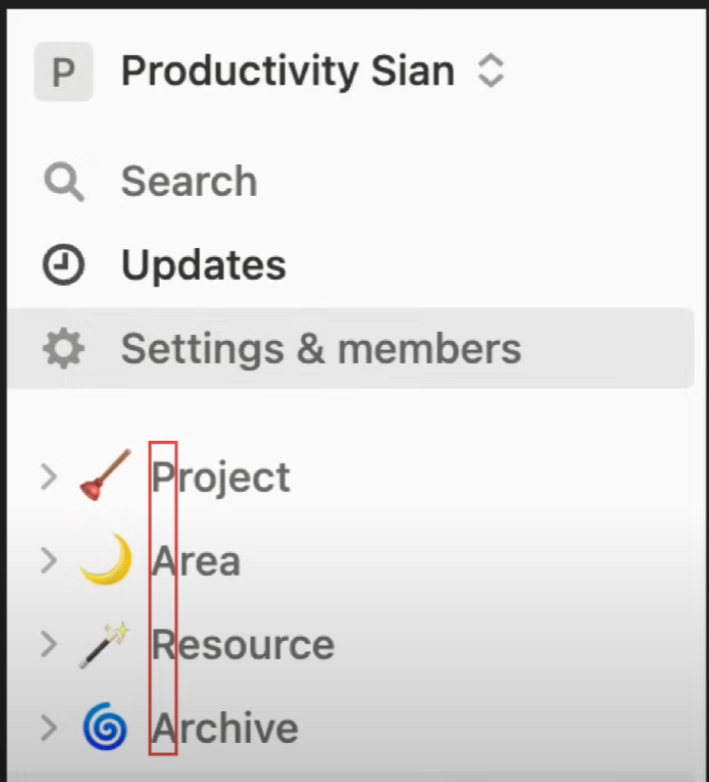 P Productivity Sian
Search
Updates
Settings & members
Project
Area
Resource
Archive